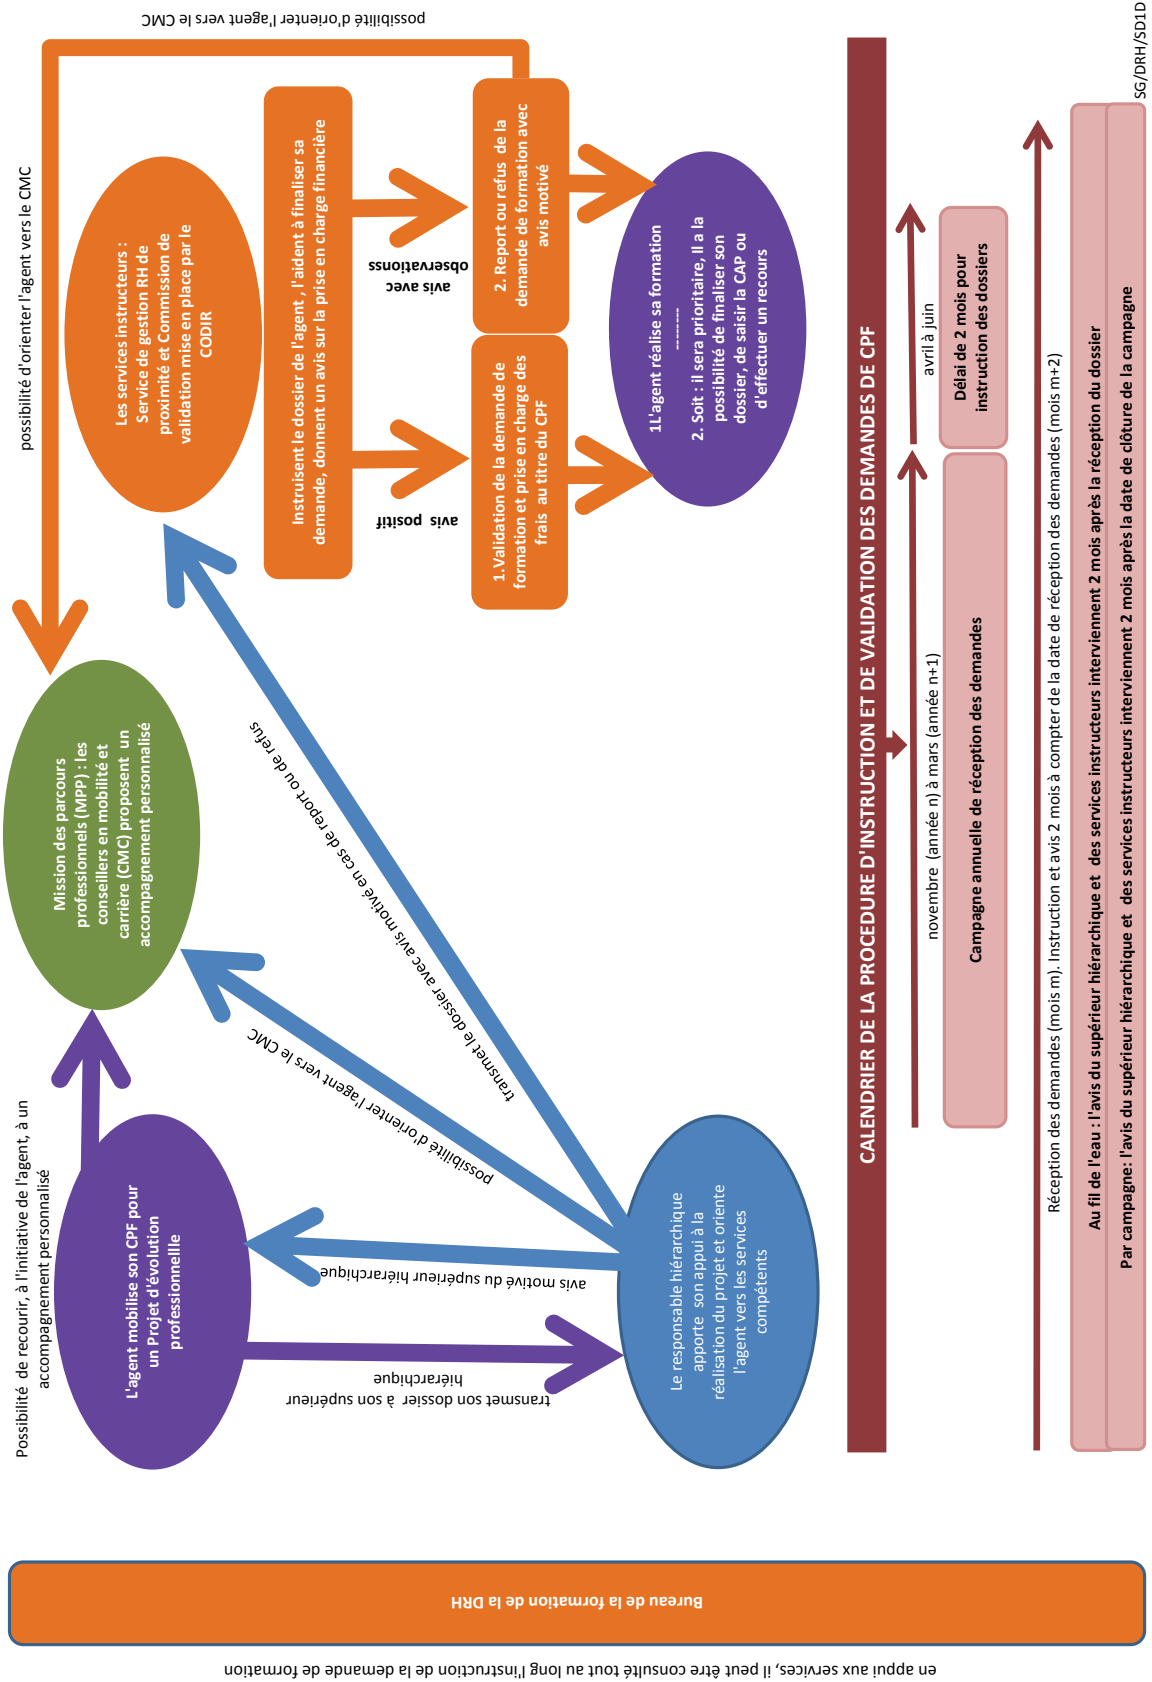 en appui aux services, il peut être consulté tout au long l'instruction de la demande de formation
Bureau de la formation de la DRH
Possibilité de recourir, à l'initiative de l'agent, à un
accompagnement personnalisé
L'agent mobilise son CPF pour
un Projet d'évolution
professionnellle
transmet son dossier à son supérieur
hiérarchique
avis motivé du supérieur hiérarchique
Le responsable hiérarchique
apporte son appui à la
réalisation du projet et oriente
l'agent vers les services
compétents
possibilité d'orienter l'agent vers le CMC
transmet le dossier avec avis motivé en cas de report ou de refus
Mission des parcours
professionnels (MPP) : les
conseillers en mobilité et
carrière (CMC) proposent un
accompagnement personnalisé
possibilité d'orienter l'agent vers le CMC
possibilité d'orienter l'agent vers le CMC
Les services instructeurs :
Service de gestion RH de
proximité et Commission de
validation mise en place par le
CODIR
Instruisent le dossier de l'agent , l'aident à finaliser sa
demande, donnent un avis sur la prise en charge financière
avis positif
avis avec
observationss
1.Validation de la demande de
formation et prise en charge des
frais au titre du CPF
2. Report ou refus de la
demande de formation avec
avis motivé
1L'agent réalise sa formation
--------
2. Soit : il sera prioritaire, Il a la
possibilité de finaliser son
dossier, de saisir la CAP ou
d'effectuer un recours
CALENDRIER DE LA PROCEDURE D'INSTRUCTION ET DE VALIDATION DES DEMANDES DE CPF
novembre (année n) à mars (année n+1)
avril à juin
Campagne annuelle de réception des demandes
Délai de 2 mois pour
instruction des dossiers
Réception des demandes (mois m). Instruction et avis 2 mois à compter de la date de réception des demandes (mois m+2)
Au fil de l'eau : l'avis du supérieur hiérarchique et des services instructeurs interviennent 2 mois après la réception du dossier
Par campagne: l'avis du supérieur hiérarchique et des services instructeurs interviennent 2 mois après la date de clôture de la campagne
SG/DRH/SD1D